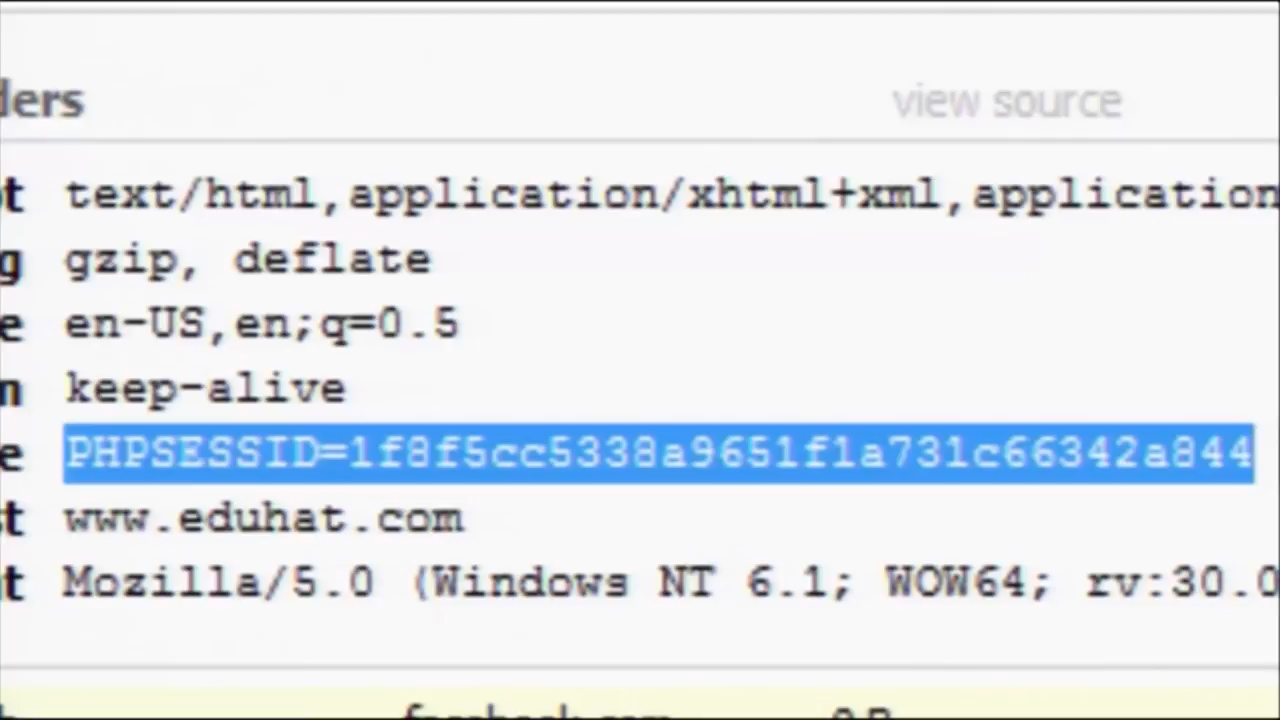 ders view source
t text/html,application/xhtml+xml,application
g gzip, deflate
e en-US,en;q=0.5
n keep-alive
e PHPSESSID=1f8f5cc5338a9651f1a731c66342a844
t www.eduhat.com
t Mozilla/5.0 (Windows NT 6.1; WOW64; rv:30.0